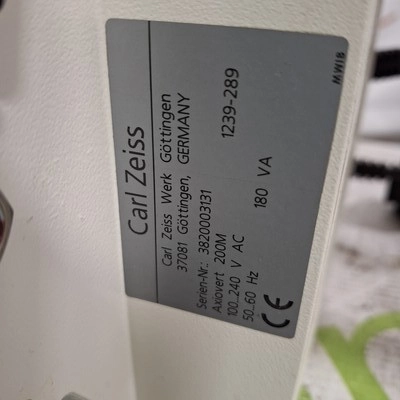 Carl Zeiss
Carl Zeiss Werk Göttingen
37081 Göttingen, GERMANY
Serien-Nr.: 3820003131 1239-289
Axiovert 200M
100...240 V AC 180 VA
50...60 Hz
CE
MW18